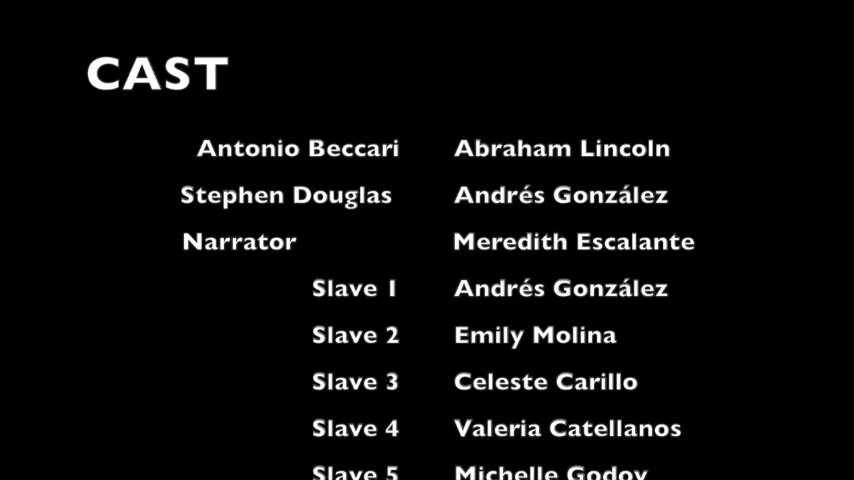 CAST
Antonio Beccari Abraham Lincoln
Stephen Douglas Andrés González
Narrator Meredith Escalante
Slave 1 Andrés González
Slave 2 Emily Molina
Slave 3 Celeste Carillo
Slave 4 Valeria Catellanos
Slave 5 Michelle Godoy